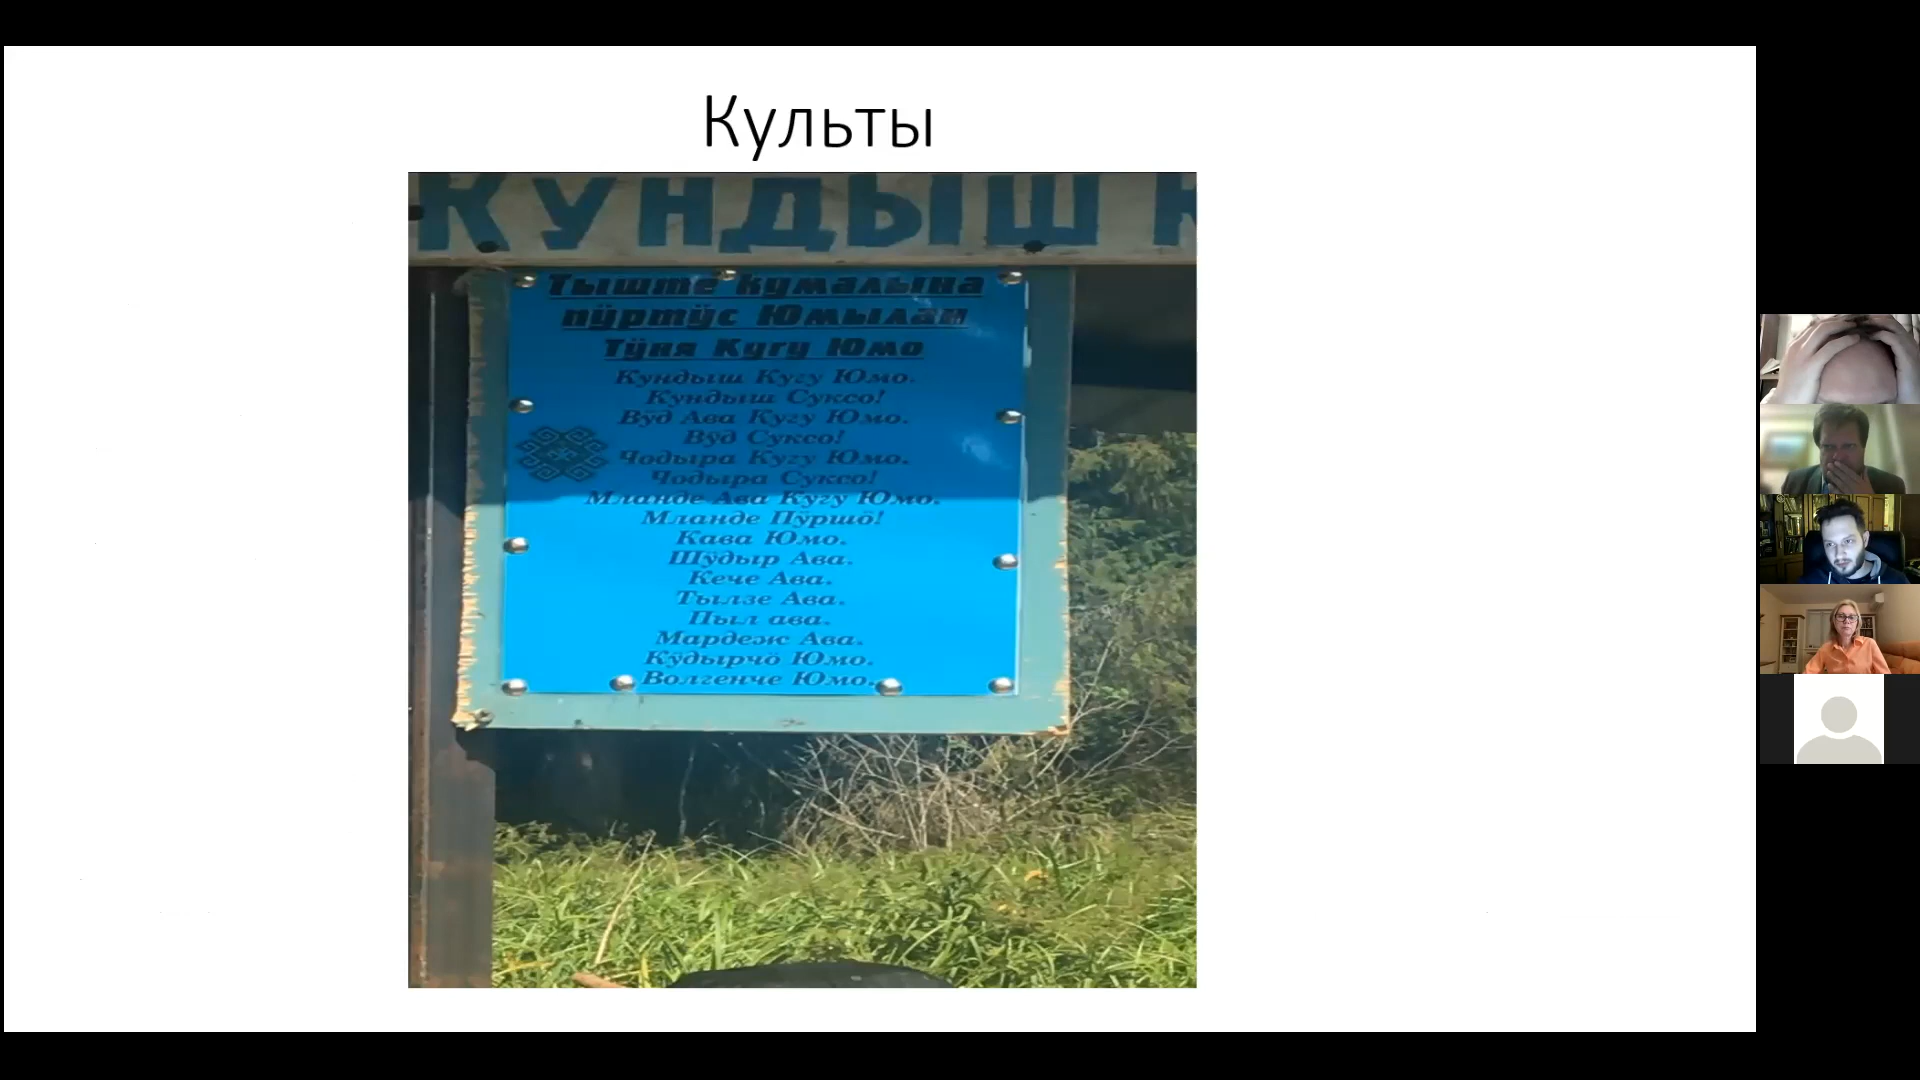 Культы
КУНДЫШ К
Тыште кумалына
пӱртӱс Юмылан
Тӱня Кугу Юмо
Кундыш Кугу Юмо.
Кундыш Суксо!
Вӱд Ава Кугу Юмо.
Вӱд Суксо!
Чодыра Кугу Юмо.
Чодыра Суксо!
Мланде Ава Кугу Юмо.
Мланде Пӱршӧ!
Кава Юмо.
Шӱдыр Ава.
Кече Ава.
Тылзе Ава.
Пыл ава.
Мардеж Ава.
Кӱдырчӧ Юмо.
Волгенче Юмо.